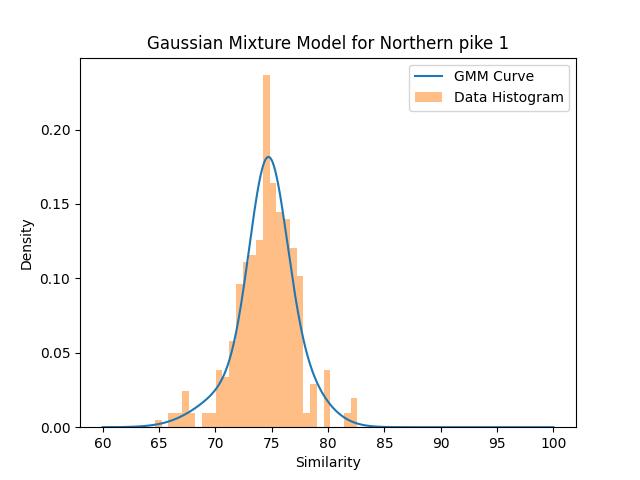 Gaussian Mixture Model for Northern pike 1
GMM Curve
Data Histogram
Density
0.20
0.15
0.10
0.05
0.00
60 65 70 75 80 85 90 95 100
Similarity